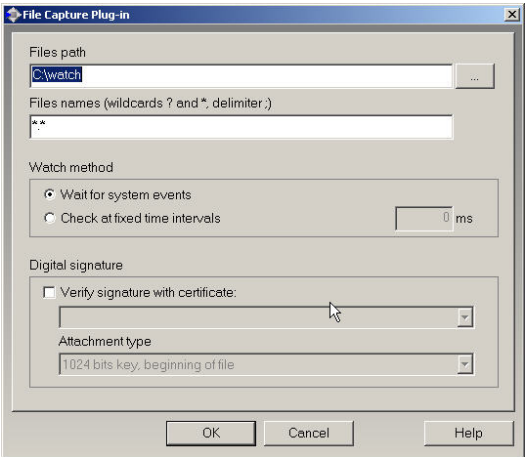 File Capture Plug-in
Files path
C:\watch
...
Files names (wildcards ? and *, delimiter ;)
*.*
Watch method
Wait for system events
Check at fixed time intervals
0 ms
Digital signature
Verify signature with certificate:
Attachment type
1024 bits key, beginning of file
OK Cancel Help